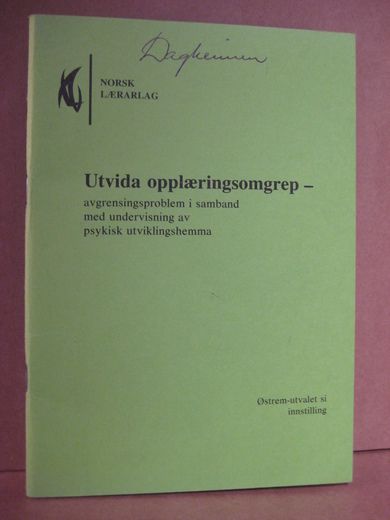 Dagheimen
NORSK
LÆRARLAG
Utvida opplæringsomgrep –
avgrensingsproblem i samband
med undervisning av
psykisk utviklingshemma
Østrem-utvalet si
innstilling